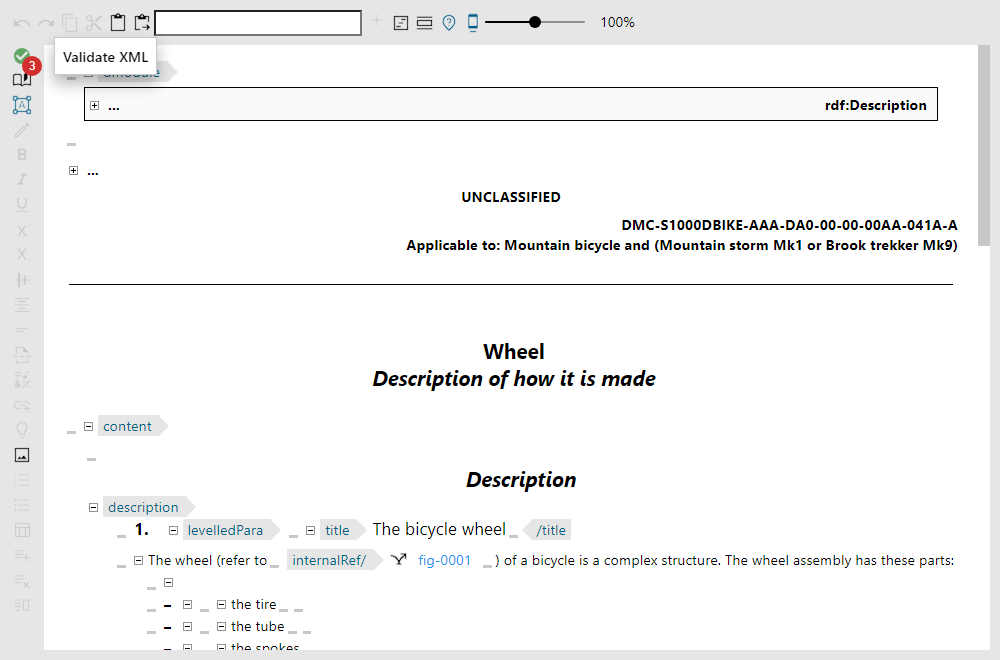 100%
Validate XML
3
dmodule
... rdf:Description
...
UNCLASSIFIED
DMC-S1000DBIKE-AAA-DA0-00-00-00AA-041A-A
Applicable to: Mountain bicycle and (Mountain storm Mk1 or Brook trekker Mk9)
Wheel
Description of how it is made
content
Description
description
1. levelledPara title The bicycle wheel /title
The wheel (refer to internalRef/ fig-0001 ) of a bicycle is a complex structure. The wheel assembly has these parts:
– the tire
– the tube
– the spokes